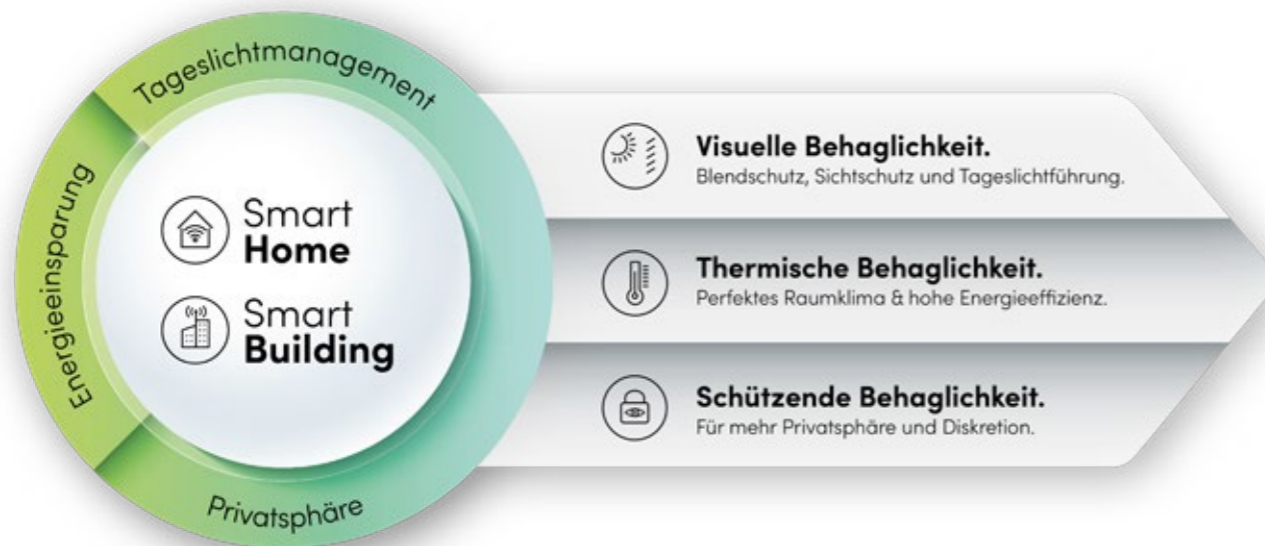 Tageslichtmanagement
Energieeinsparung
Privatsphäre
Smart
Home
Smart
Building
Visuelle Behaglichkeit.
Blendschutz, Sichtschutz und Tageslichtführung.
Thermische Behaglichkeit.
Perfektes Raumklima & hohe Energieeffizienz.
Schützende Behaglichkeit.
Für mehr Privatsphäre und Diskretion.